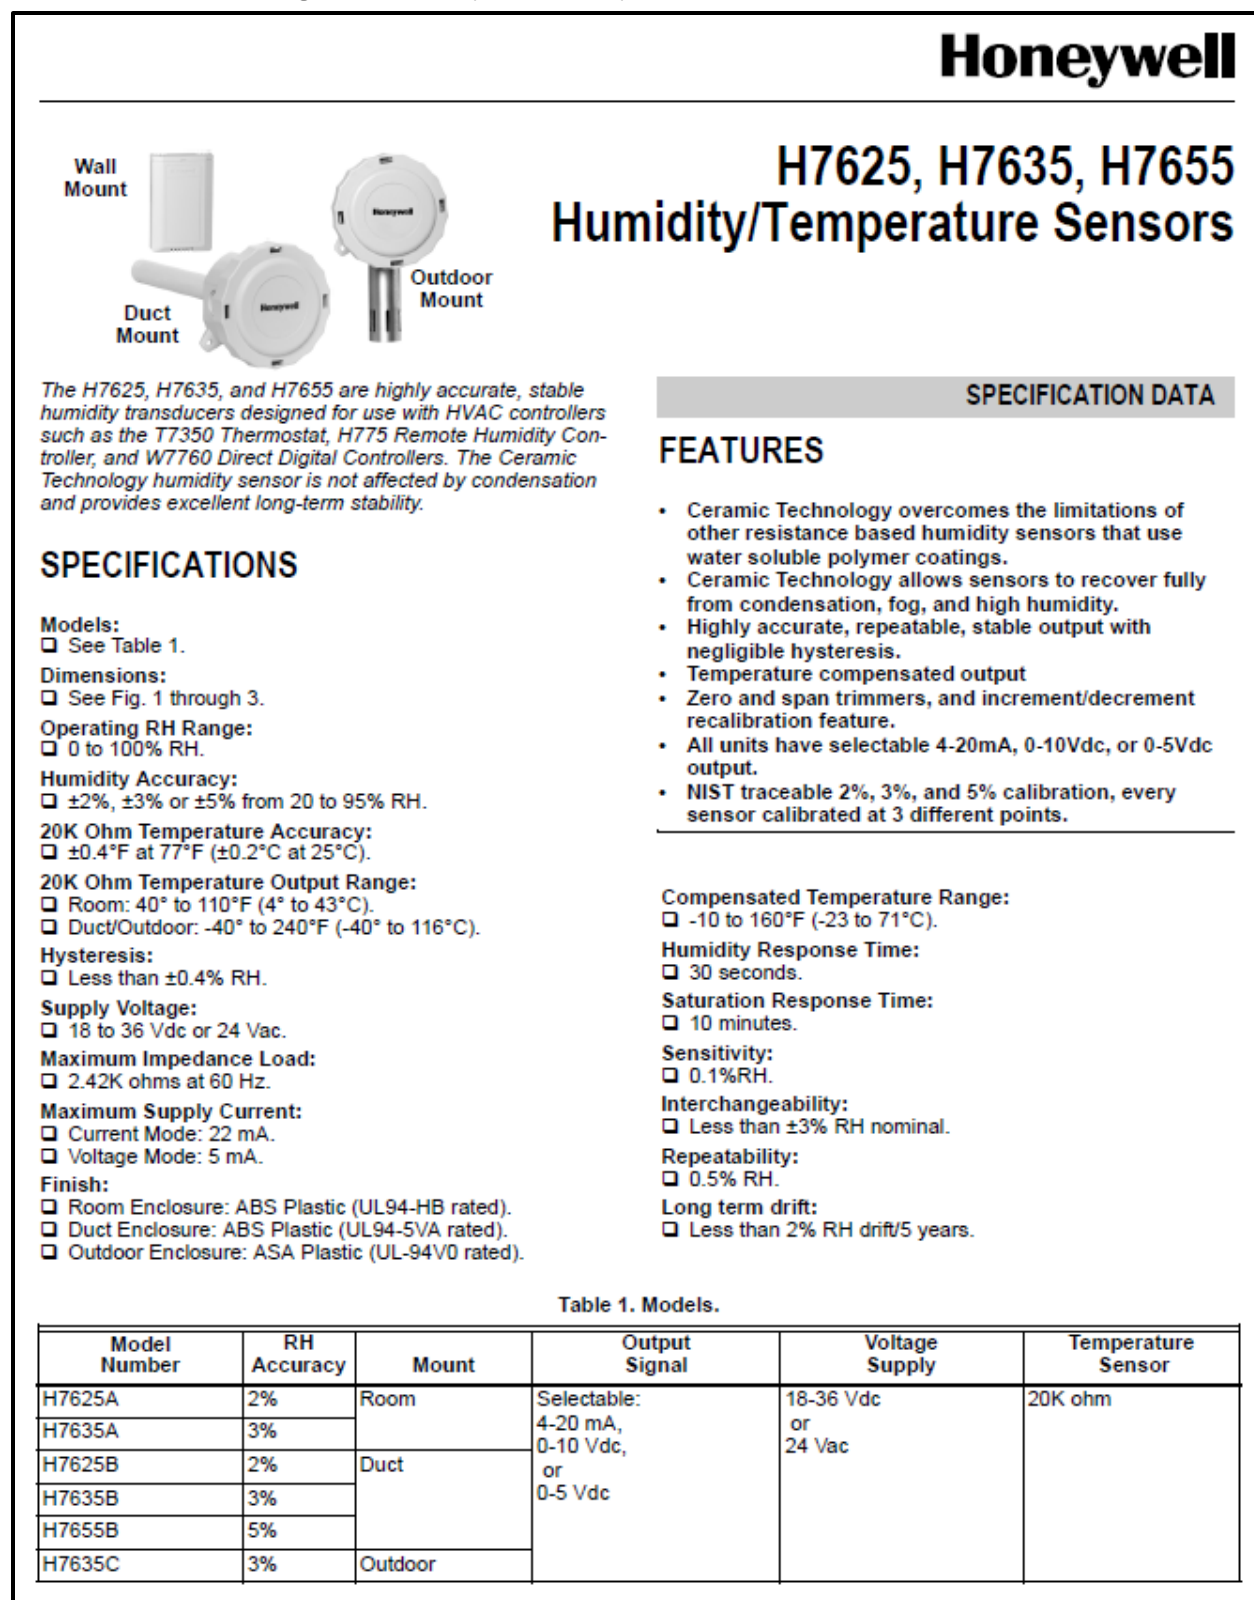 Honeywell
H7625, H7635, H7655
Humidity/Temperature Sensors
Wall
Mount
Honeywell
Outdoor
Mount
Honeywell
Duct
Mount
The H7625, H7635, and H7655 are highly accurate, stable
humidity transducers designed for use with HVAC controllers
such as the T7350 Thermostat, H775 Remote Humidity Con-
troller, and W7760 Direct Digital Controllers. The Ceramic
Technology humidity sensor is not affected by condensation
and provides excellent long-term stability.
SPECIFICATIONS
Models:
❑ See Table 1.
Dimensions:
❑ See Fig. 1 through 3.
Operating RH Range:
❑ 0 to 100% RH.
Humidity Accuracy:
❑ ±2%, ±3% or ±5% from 20 to 95% RH.
20K Ohm Temperature Accuracy:
❑ ±0.4°F at 77°F (±0.2°C at 25°C).
20K Ohm Temperature Output Range:
❑ Room: 40° to 110°F (4° to 43°C).
❑ Duct/Outdoor: -40° to 240°F (-40° to 116°C).
Hysteresis:
❑ Less than ±0.4% RH.
Supply Voltage:
❑ 18 to 36 Vdc or 24 Vac.
Maximum Impedance Load:
❑ 2.42K ohms at 60 Hz.
Maximum Supply Current:
❑ Current Mode: 22 mA.
❑ Voltage Mode: 5 mA.
Finish:
❑ Room Enclosure: ABS Plastic (UL94-HB rated).
❑ Duct Enclosure: ABS Plastic (UL94-5VA rated).
❑ Outdoor Enclosure: ASA Plastic (UL-94V0 rated).
SPECIFICATION DATA
FEATURES
• Ceramic Technology overcomes the limitations of
other resistance based humidity sensors that use
water soluble polymer coatings.
• Ceramic Technology allows sensors to recover fully
from condensation, fog, and high humidity.
• Highly accurate, repeatable, stable output with
negligible hysteresis.
• Temperature compensated output
• Zero and span trimmers, and increment/decrement
recalibration feature.
• All units have selectable 4-20mA, 0-10Vdc, or 0-5Vdc
output.
• NIST traceable 2%, 3%, and 5% calibration, every
sensor calibrated at 3 different points.
Compensated Temperature Range:
❑ -10 to 160°F (-23 to 71°C).
Humidity Response Time:
❑ 30 seconds.
Saturation Response Time:
❑ 10 minutes.
Sensitivity:
❑ 0.1%RH.
Interchangeability:
❑ Less than ±3% RH nominal.
Repeatability:
❑ 0.5% RH.
Long term drift:
❑ Less than 2% RH drift/5 years.
Table 1. Models.
Model Number RH Accuracy Mount Output Signal Voltage Supply Temperature Sensor
H7625A 2% Room Selectable: 18-36 Vdc 20K ohm
H7635A 3% 4-20 mA, or
0-10 Vdc, 24 Vac
H7625B 2% Duct or
H7635B 3% 0-5 Vdc
H7655B 5%
H7635C 3% Outdoor